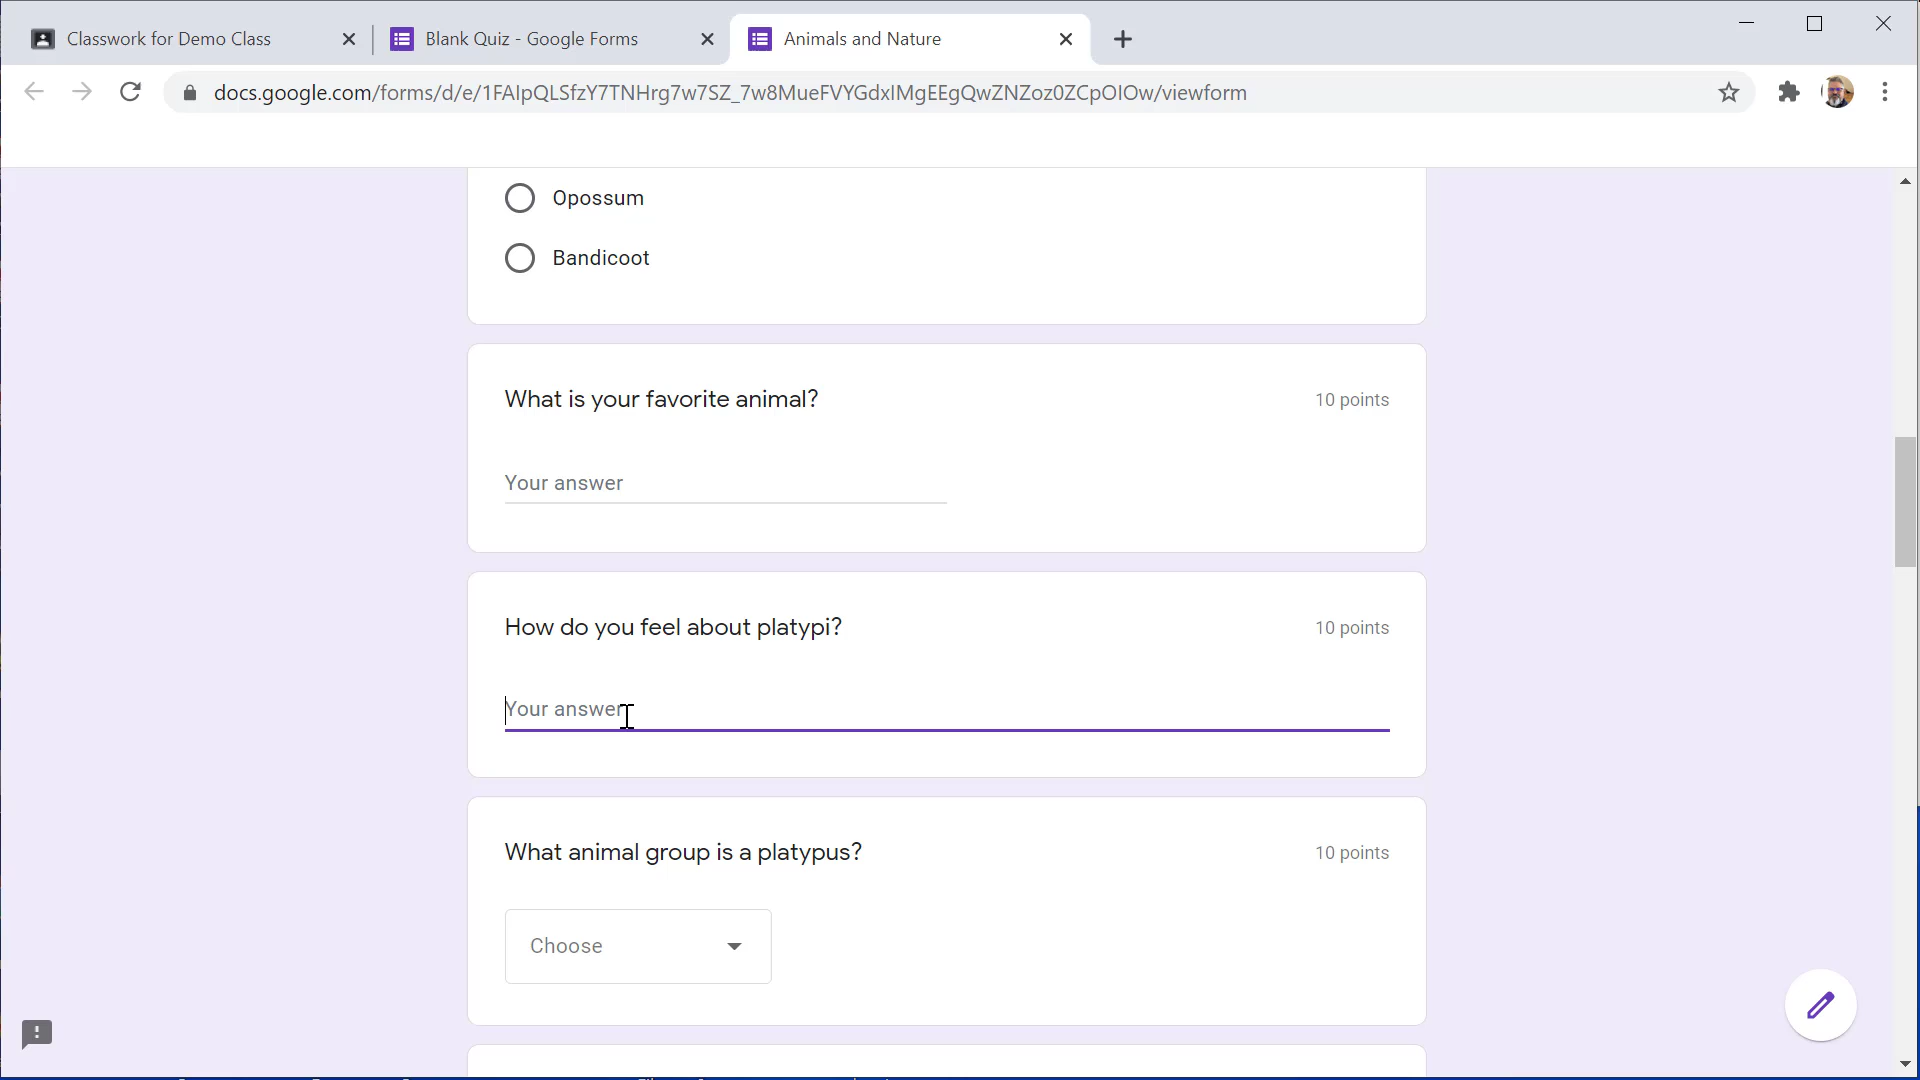 Classwork for Demo Class
Blank Quiz - Google Forms
Animals and Nature
docs.google.com/forms/d/e/1FAIpQLSfzY7TNHrg7w7SZ_7w8MueFVYGdxIMgEEgQwZNZoz0ZCpOIOw/viewform
Opossum
Bandicoot
What is your favorite animal?
10 points
Your answer
How do you feel about platypi?
10 points
Your answer
What animal group is a platypus?
10 points
Choose